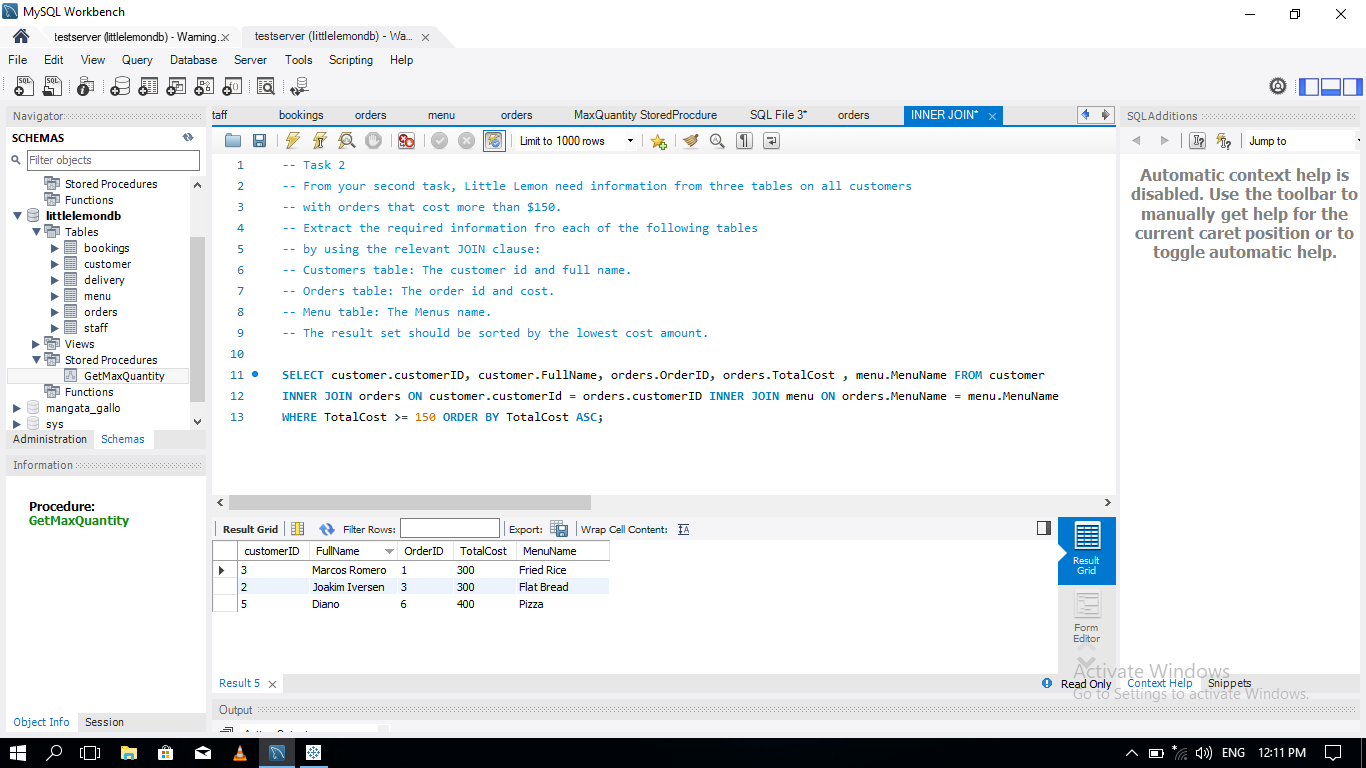 MySQL Workbench
testserver (littlelemondb) - Warning... testserver (littlelemondb) - Wa...
File Edit View Query Database Server Tools Scripting Help
Navigator
SCHEMAS
Filter objects
Stored Procedures
Functions
littlelemondb
Tables
bookings
customer
delivery
menu
orders
staff
Views
Stored Procedures
GetMaxQuantity
Functions
mangata_gallo
sys
Administration Schemas
Information
Procedure:
GetMaxQuantity
Object Info Session
taff bookings orders menu orders MaxQuantity StoredProcdure SQL File 3* orders INNER JOIN*
Limit to 1000 rows
1 -- Task 2
2 -- From your second task, Little Lemon need information from three tables on all customers
3 -- with orders that cost more than $150.
4 -- Extract the required information fro each of the following tables
5 -- by using the relevant JOIN clause:
6 -- Customers table: The customer id and full name.
7 -- Orders table: The order id and cost.
8 -- Menu table: The Menus name.
9 -- The result set should be sorted by the lowest cost amount.
10
11 SELECT customer.customerID, customer.FullName, orders.OrderID, orders.TotalCost , menu.MenuName FROM customer
12 INNER JOIN orders ON customer.customerId = orders.customerID INNER JOIN menu ON orders.MenuName = menu.MenuName
13 WHERE TotalCost >= 150 ORDER BY TotalCost ASC;
Result Grid Filter Rows: Export: Wrap Cell Content:
customerID FullName OrderID TotalCost MenuName
3 Marcos Romero 1 300 Fried Rice
2 Joakim Iversen 3 300 Flat Bread
5 Diano 6 400 Pizza
Result
Grid
Form
Editor
Result 5
Read Only
Output
SQLAdditions
Jump to
Automatic context help is
disabled. Use the toolbar to
manually get help for the
current caret position or to
toggle automatic help.
Context Help Snippets
Activate Windows
Go to Settings to activate Windows.
ENG 12:11 PM